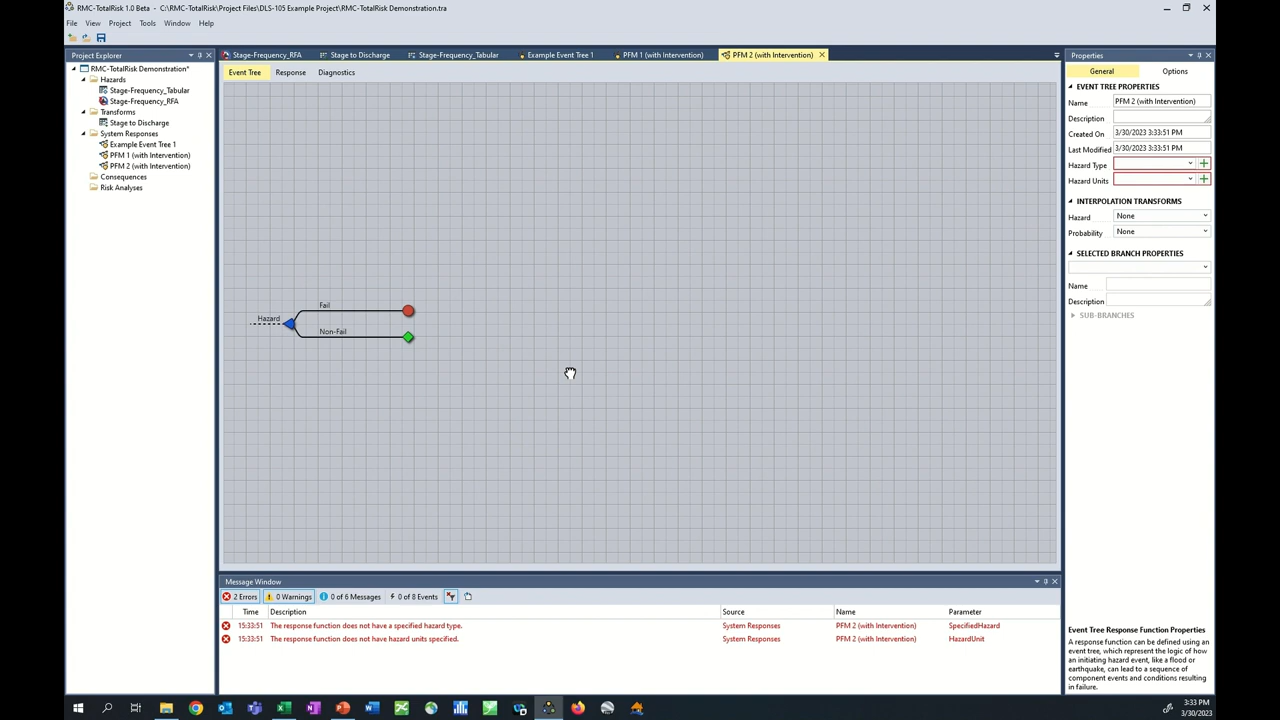 RMC-TotalRisk 1.0 Beta - C:\RMC-TotalRisk\Project Files\DLS-105 Example Project\RMC-TotalRisk Demonstration.tra
File View Project Tools Window Help
Project Explorer
RMC-TotalRisk Demonstration*
Hazards
Stage-Frequency_Tabular
Stage-Frequency_RFA
Transforms
Stage to Discharge
System Responses
Example Event Tree 1
PFM 1 (with Intervention)
PFM 2 (with Intervention)
Consequences
Risk Analyses
Stage-Frequency_RFA Stage to Discharge Stage-Frequency_Tabular Example Event Tree 1 PFM 1 (with Intervention) PFM 2 (with Intervention)
Event Tree Response Diagnostics
Fail
Hazard
Non-Fail
Message Window
2 Errors 0 Warnings 0 of 6 Messages 0 of 8 Events
Time Description Source Name Parameter
15:33:51 The response function does not have a specified hazard type. System Responses PFM 2 (with Intervention) SpecifiedHazard
15:33:51 The response function does not have hazard units specified. System Responses PFM 2 (with Intervention) HazardUnit
Properties
General Options
EVENT TREE PROPERTIES
Name PFM 2 (with Intervention)
Description
Created On 3/30/2023 3:33:51 PM
Last Modified 3/30/2023 3:33:51 PM
Hazard Type
Hazard Units
INTERPOLATION TRANSFORMS
Hazard None
Probability None
SELECTED BRANCH PROPERTIES
Name
Description
SUB-BRANCHES
Event Tree Response Function Properties
A response function can be defined using an
event tree, which represent the logic of how
an initiating hazard event, like a flood or
earthquake, can lead to a sequence of
component events and conditions resulting
in failure.
3:33 PM
3/30/2023